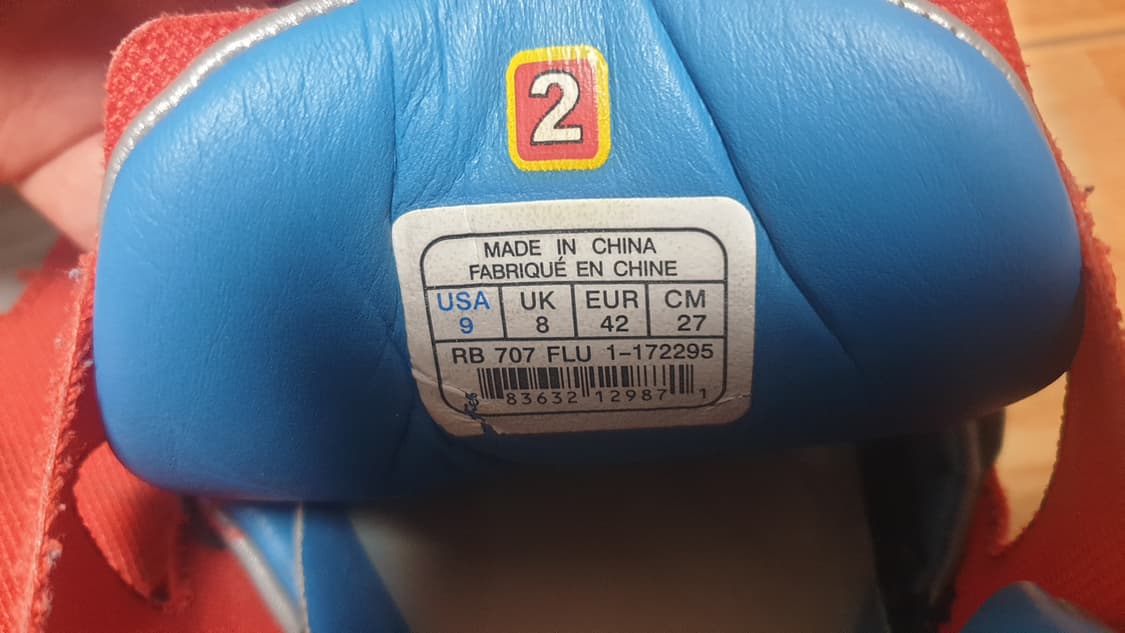 2
MADE IN CHINA
FABRIQUÉ EN CHINE
USA UK EUR CM
9 8 42 27
RB 707 FLU 1-172295
83632 12987 1